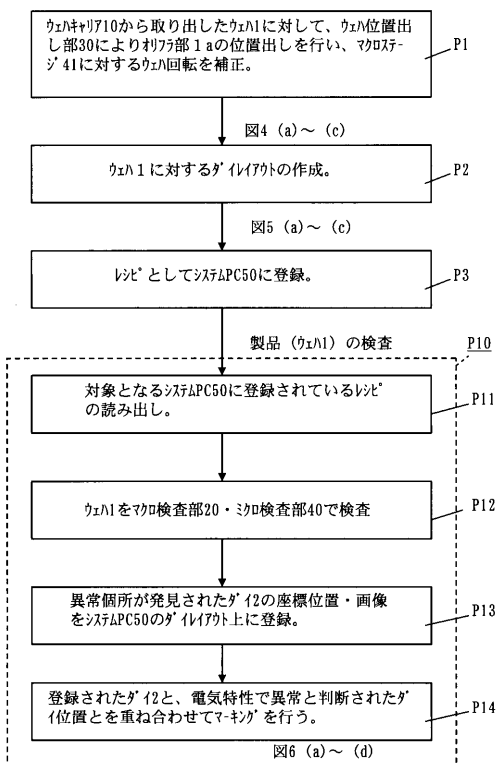 ｳｪﾊｷｬﾘｱ10から取り出したｳｪﾊ1に対して、ｳｪﾊ位置出
し部30によりｵﾘﾌﾗ部１aの位置出しを行い、ﾏｸﾛｽﾃｰ
ｼﾞ41に対するｳｪﾊ回転を補正。
P1
図4 (a)～ (c)
ｳｪﾊ１に対するﾀﾞｲﾚｲｱｳﾄの作成。
P2
図5 (a)～ (c)
ﾚｼﾋﾟとしてｼｽﾃﾑPC50に登録。
P3
製品（ｳｪﾊ1）の検査
P10
対象となるｼｽﾃﾑPC50に登録されているﾚｼﾋﾟ
の読み出し。
P11
ｳｪﾊ1をﾏｸﾛ検査部20・ﾐｸﾛ検査部40で検査
P12
異常個所が発見されたﾀﾞｲ2の座標位置・画像
をｼｽﾃﾑPC50のﾀﾞｲﾚｲｱｳﾄ上に登録。
P13
登録されたﾀﾞｲ2と、電気特性で異常と判断されたﾀﾞ
ｲ位置とを重ね合わせてﾏｰｷﾝｸﾞを行う。
P14
図6 (a)～ (d)